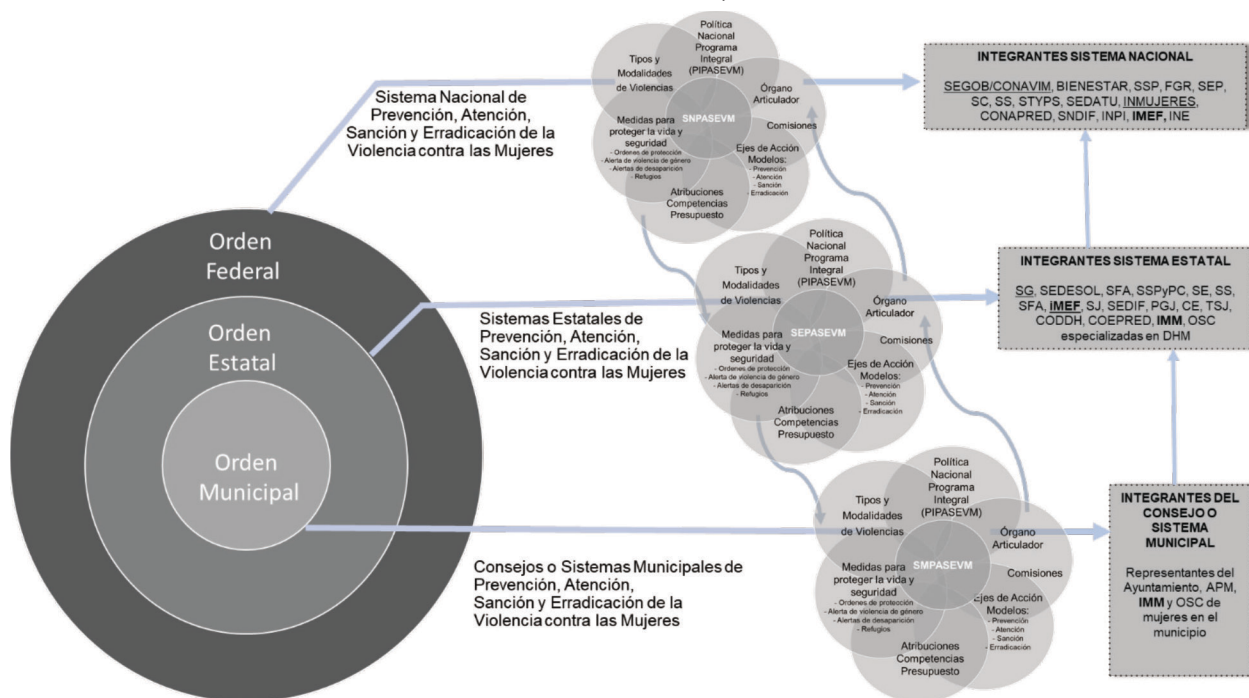 Orden
Federal
Orden
Estatal
Orden
Municipal
Sistema Nacional de
Prevención, Atención,
Sanción y Erradicación de la
Violencia contra las Mujeres
Sistemas Estatales de
Prevención, Atención,
Sanción y Erradicación de la
Violencia contra las Mujeres
Consejos o Sistemas Municipales de
Prevención, Atención,
Sanción y Erradicación de la
Violencia contra las Mujeres
Política
Nacional
Programa
Integral
(PIPASEVM)
Tipos y
Modalidades
de Violencias
Órgano
Articulador
Comisiones
SNPASEVM
Medidas para
proteger la vida y
seguridad
- Ordenes de protección
- Alerta de violencia de género
- Alertas de desaparición
- Refugios
Ejes de Acción
Modelos:
- Prevención
- Atención
- Sanción
- Erradicación
Atribuciones
Competencias
Presupuesto
Política
Nacional
Programa
Integral
(PIPASEVM)
Tipos y
Modalidades
de Violencias
Órgano
Articulador
Comisiones
SEPASEVM
Medidas para
proteger la vida y
seguridad
- Ordenes de protección
- Alerta de violencia de género
- Alertas de desaparición
- Refugios
Ejes de Acción
Modelos:
- Prevención
- Atención
- Sanción
- Erradicación
Atribuciones
Competencias
Presupuesto
Política
Nacional
Programa
Integral
(PIPASEVM)
Tipos y
Modalidades
de Violencias
Órgano
Articulador
Comisiones
SMPASEVM
Medidas para
proteger la vida y
seguridad
- Ordenes de protección
- Alerta de violencia de género
- Alertas de desaparición
- Refugios
Ejes de Acción
Modelos:
- Prevención
- Atención
- Sanción
- Erradicación
Atribuciones
Competencias
Presupuesto
INTEGRANTES SISTEMA NACIONAL
SEGOB/CONAVIM, BIENESTAR, SSP, FGR, SEP,
SC, SS, STYPS, SEDATU, INMUJERES,
CONAPRED, SNDIF, INPI, IMEF, INE
INTEGRANTES SISTEMA ESTATAL
SG, SEDESOL, SFA, SSPyPC, SE, SS,
SFA, IMEF, SJ, SEDIF, PGJ, CE, TSJ,
CODDH, COEPRED, IMM, OSC
especializadas en DHM
INTEGRANTES DEL
CONSEJO O
SISTEMA
MUNICIPAL
Representantes del
Ayuntamiento, APM,
IMM y OSC de
mujeres en el
municipio